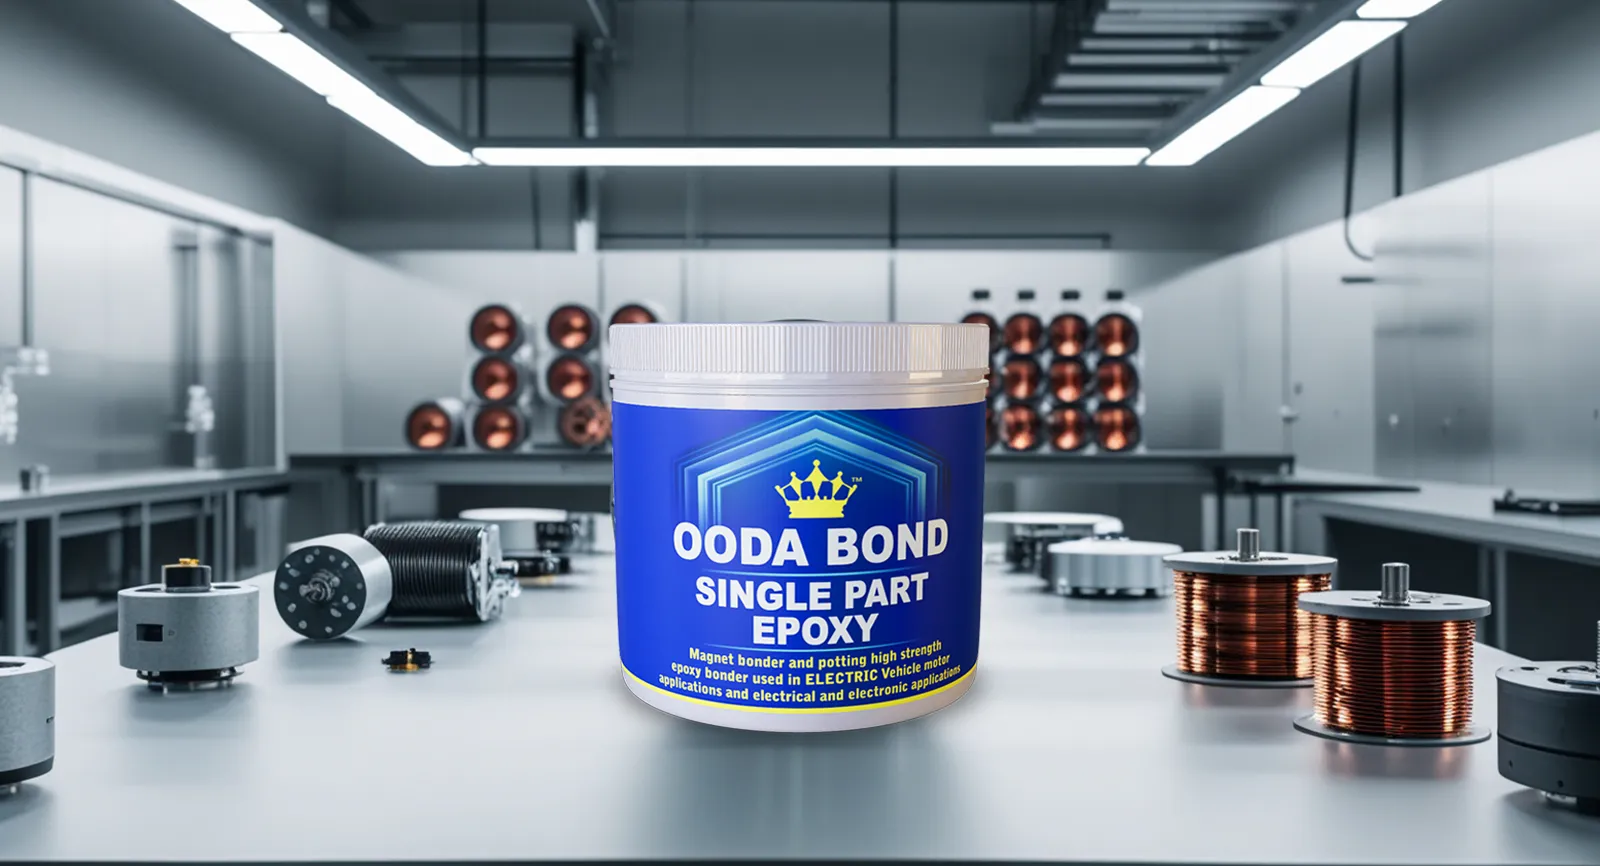 ™
OODA BOND
SINGLE PART
EPOXY
Magnet bonder and potting high strength
epoxy bonder used in ELECTRIC Vehicle motor
applications and electrical and electronic applications